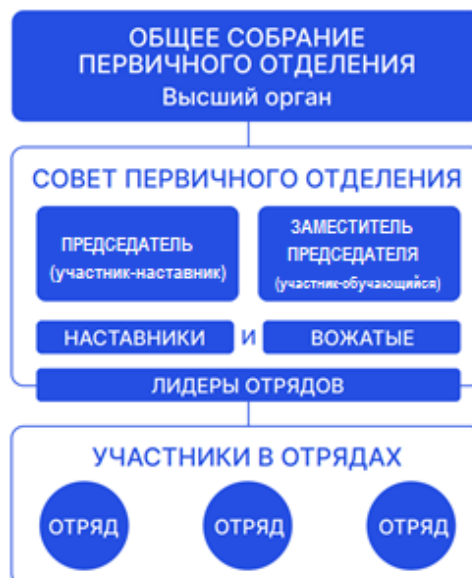 ОБЩЕЕ СОБРАНИЕ
ПЕРВИЧНОГО ОТДЕЛЕНИЯ
Высший орган
СОВЕТ ПЕРВИЧНОГО ОТДЕЛЕНИЯ
ПРЕДСЕДАТЕЛЬ
(участник-наставник)
ЗАМЕСТИТЕЛЬ
ПРЕДСЕДАТЕЛЯ
(участник-обучающийся)
НАСТАВНИКИ И ВОЖАТЫЕ
ЛИДЕРЫ ОТРЯДОВ
УЧАСТНИКИ В ОТРЯДАХ
ОТРЯД ОТРЯД ОТРЯД